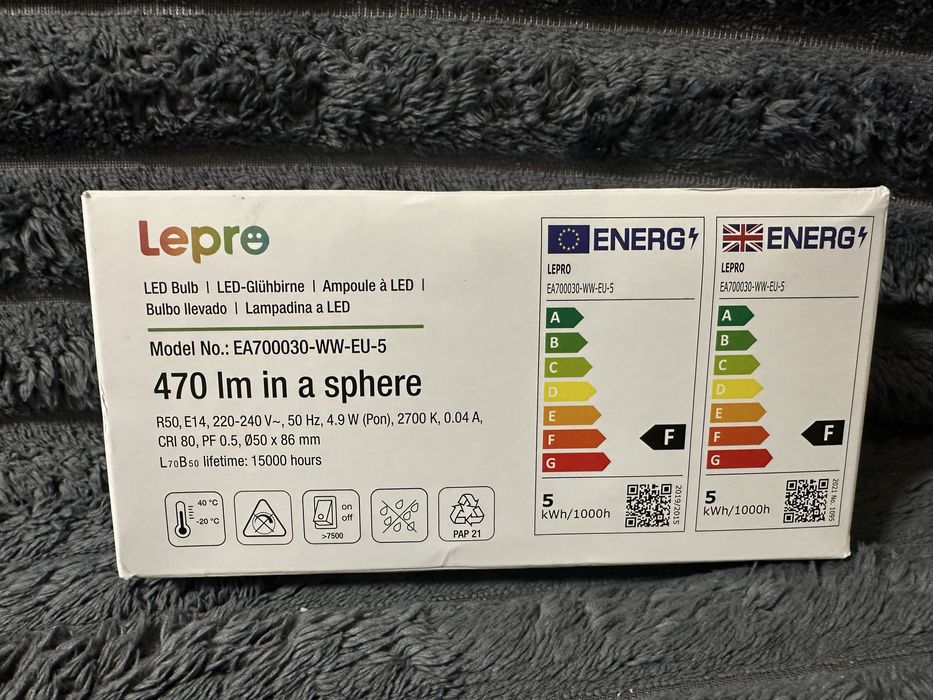 Lepro
LED Bulb | LED-Glühbirne | Ampoule à LED |
Bulbo llevado | Lampadina a LED
Model No.: EA700030-WW-EU-5
470 lm in a sphere
R50, E14, 220-240 V~, 50 Hz, 4.9 W (Pon), 2700 K, 0.04 A,
CRI 80, PF 0.5, Ø50 x 86 mm
L70B50 lifetime: 15000 hours
40 °C
-20 °C
on
off
>7500
PAP 21
ENERG
LEPRO
EA700030-WW-EU-5
A
B
C
D
E
F
G
F
5
kWh/1000h
2019/2015
ENERG
LEPRO
EA700030-WW-EU-5
A
B
C
D
E
F
G
F
5
kWh/1000h
2021 No. 1095